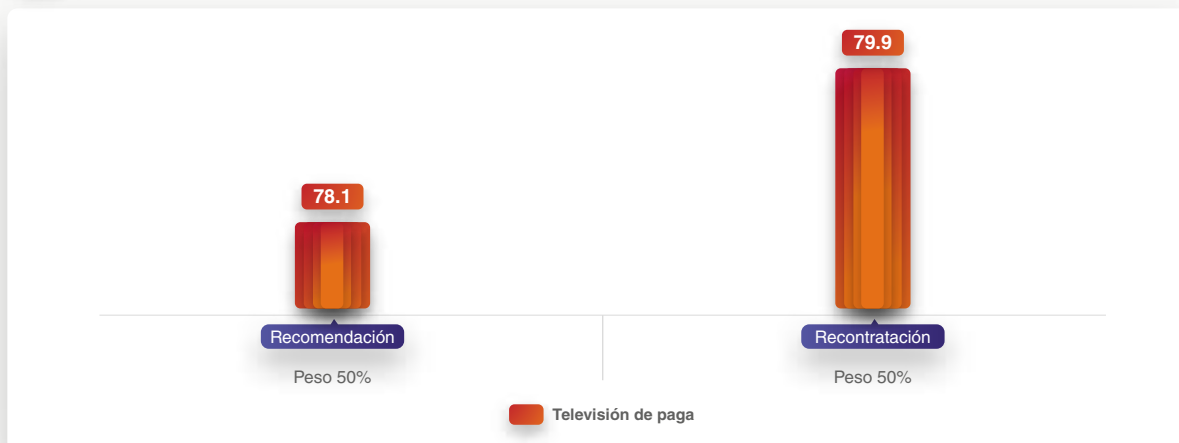 79.9
78.1
Recomendación
Recontratación
Peso 50%
Peso 50%
Televisión de paga